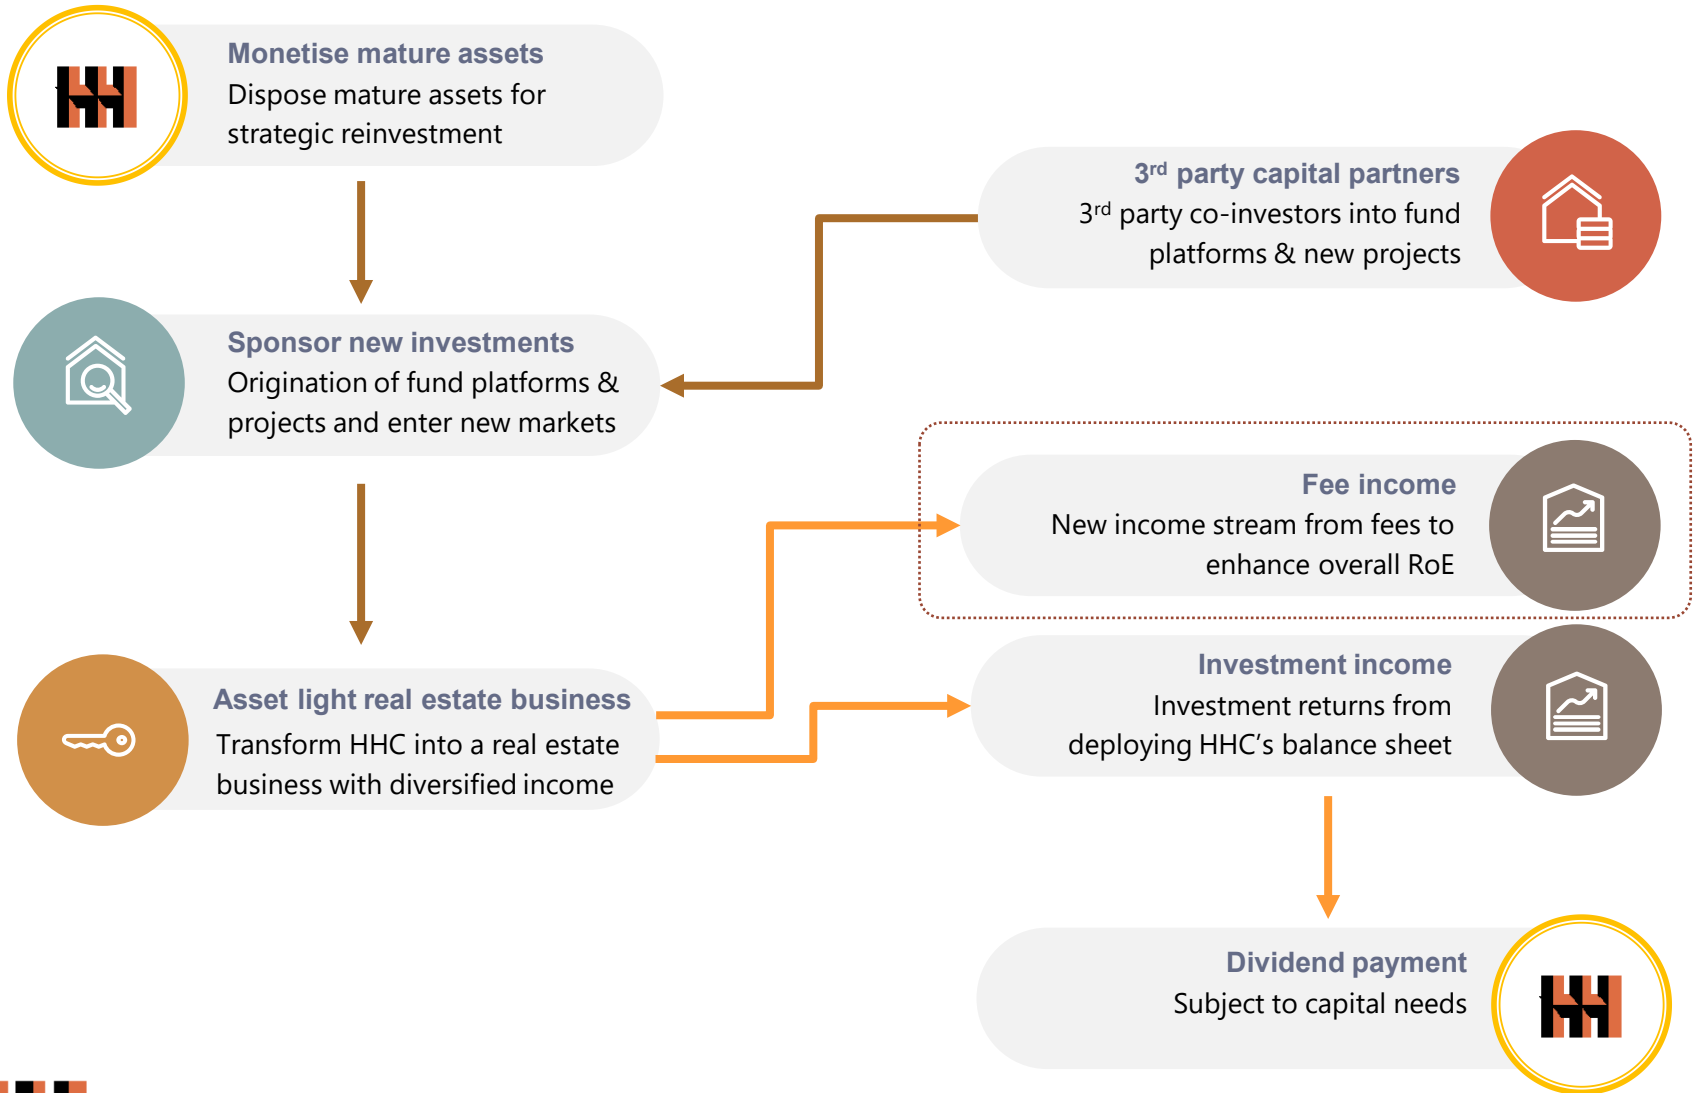 Monetise mature assets
Dispose mature assets for
strategic reinvestment
3rd party capital partners
3rd party co-investors into fund
platforms & new projects
Sponsor new investments
Origination of fund platforms &
projects and enter new markets
Fee income
New income stream from fees to
enhance overall RoE
Asset light real estate business
Transform HHC into a real estate
business with diversified income
Investment income
Investment returns from
deploying HHC’s balance sheet
Dividend payment
Subject to capital needs